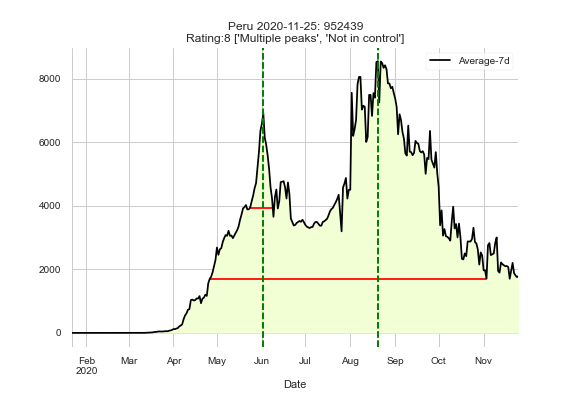 Peru 2020-11-25: 952439
Rating:8 ['Multiple peaks', 'Not in control']
Average-7d
8000
6000
4000
2000
0
Feb Mar Apr May Jun Jul Aug Sep Oct Nov
2020
Date